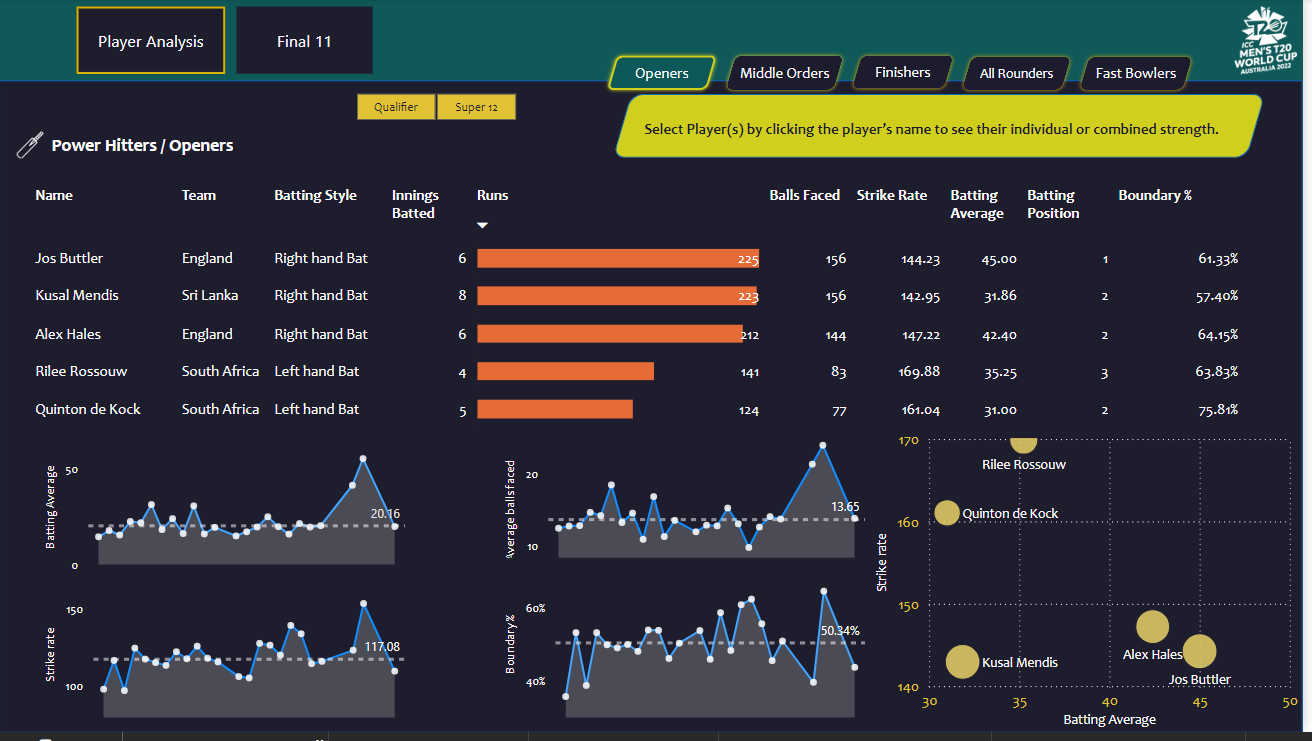 Player Analysis
Final 11
ICC
MEN'S T20
WORLD CUP
AUSTRALIA 2022
Openers
Middle Orders
Finishers
All Rounders
Fast Bowlers
Qualifier
Super 12
Select Player(s) by clicking the player's name to see their individual or combined strength.
Power Hitters / Openers
Name Team Batting Style Innings Batted Runs Balls Faced Strike Rate Batting Average Batting Position Boundary %
Jos Buttler England Right hand Bat 6 225 156 144.23 45.00 1 61.33%
Kusal Mendis Sri Lanka Right hand Bat 8 223 156 142.95 31.86 2 57.40%
Alex Hales England Right hand Bat 6 212 144 147.22 42.40 2 64.15%
Rilee Rossouw South Africa Left hand Bat 4 141 83 169.88 35.25 3 63.83%
Quinton de Kock South Africa Left hand Bat 5 124 77 161.04 31.00 2 75.81%
Batting Average
50
0
20.16
Average balls faced
20
10
13.65
Strike rate
150
100
117.08
Boundary%
60%
40%
50.34%
Strike rate
170
160
150
140
Rilee Rossouw
Quinton de Kock
Alex Hales
Kusal Mendis
Jos Buttler
30 35 40 45 50
Batting Average